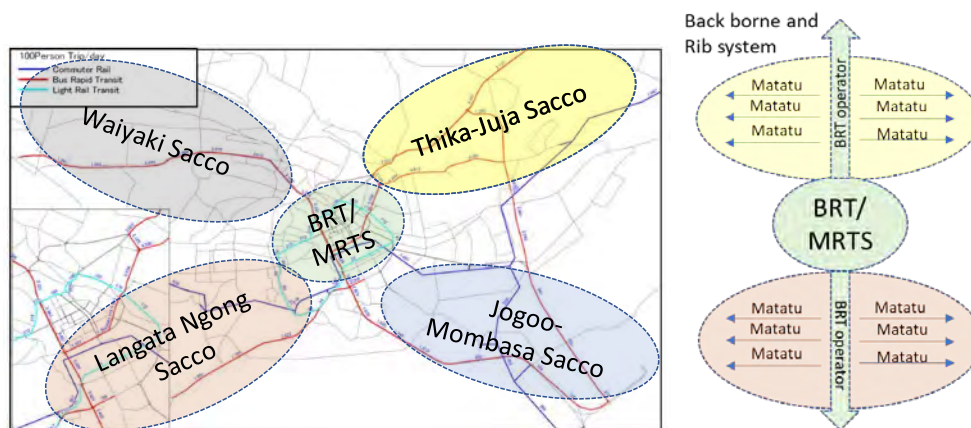 100Person Trip/day
Commuter Rail
Bus Rapid Transit
Light Rail Transit
Waiyaki Sacco
Thika-Juja Sacco
BRT/
MRTS
Langata Ngong
Sacco
Jogoo-
Mombasa Sacco
Back borne and
Rib system
Matatu
Matatu
Matatu
BRT operator
Matatu
Matatu
Matatu
BRT/
MRTS
Matatu
Matatu
Matatu
BRT operator
Matatu
Matatu
Matatu